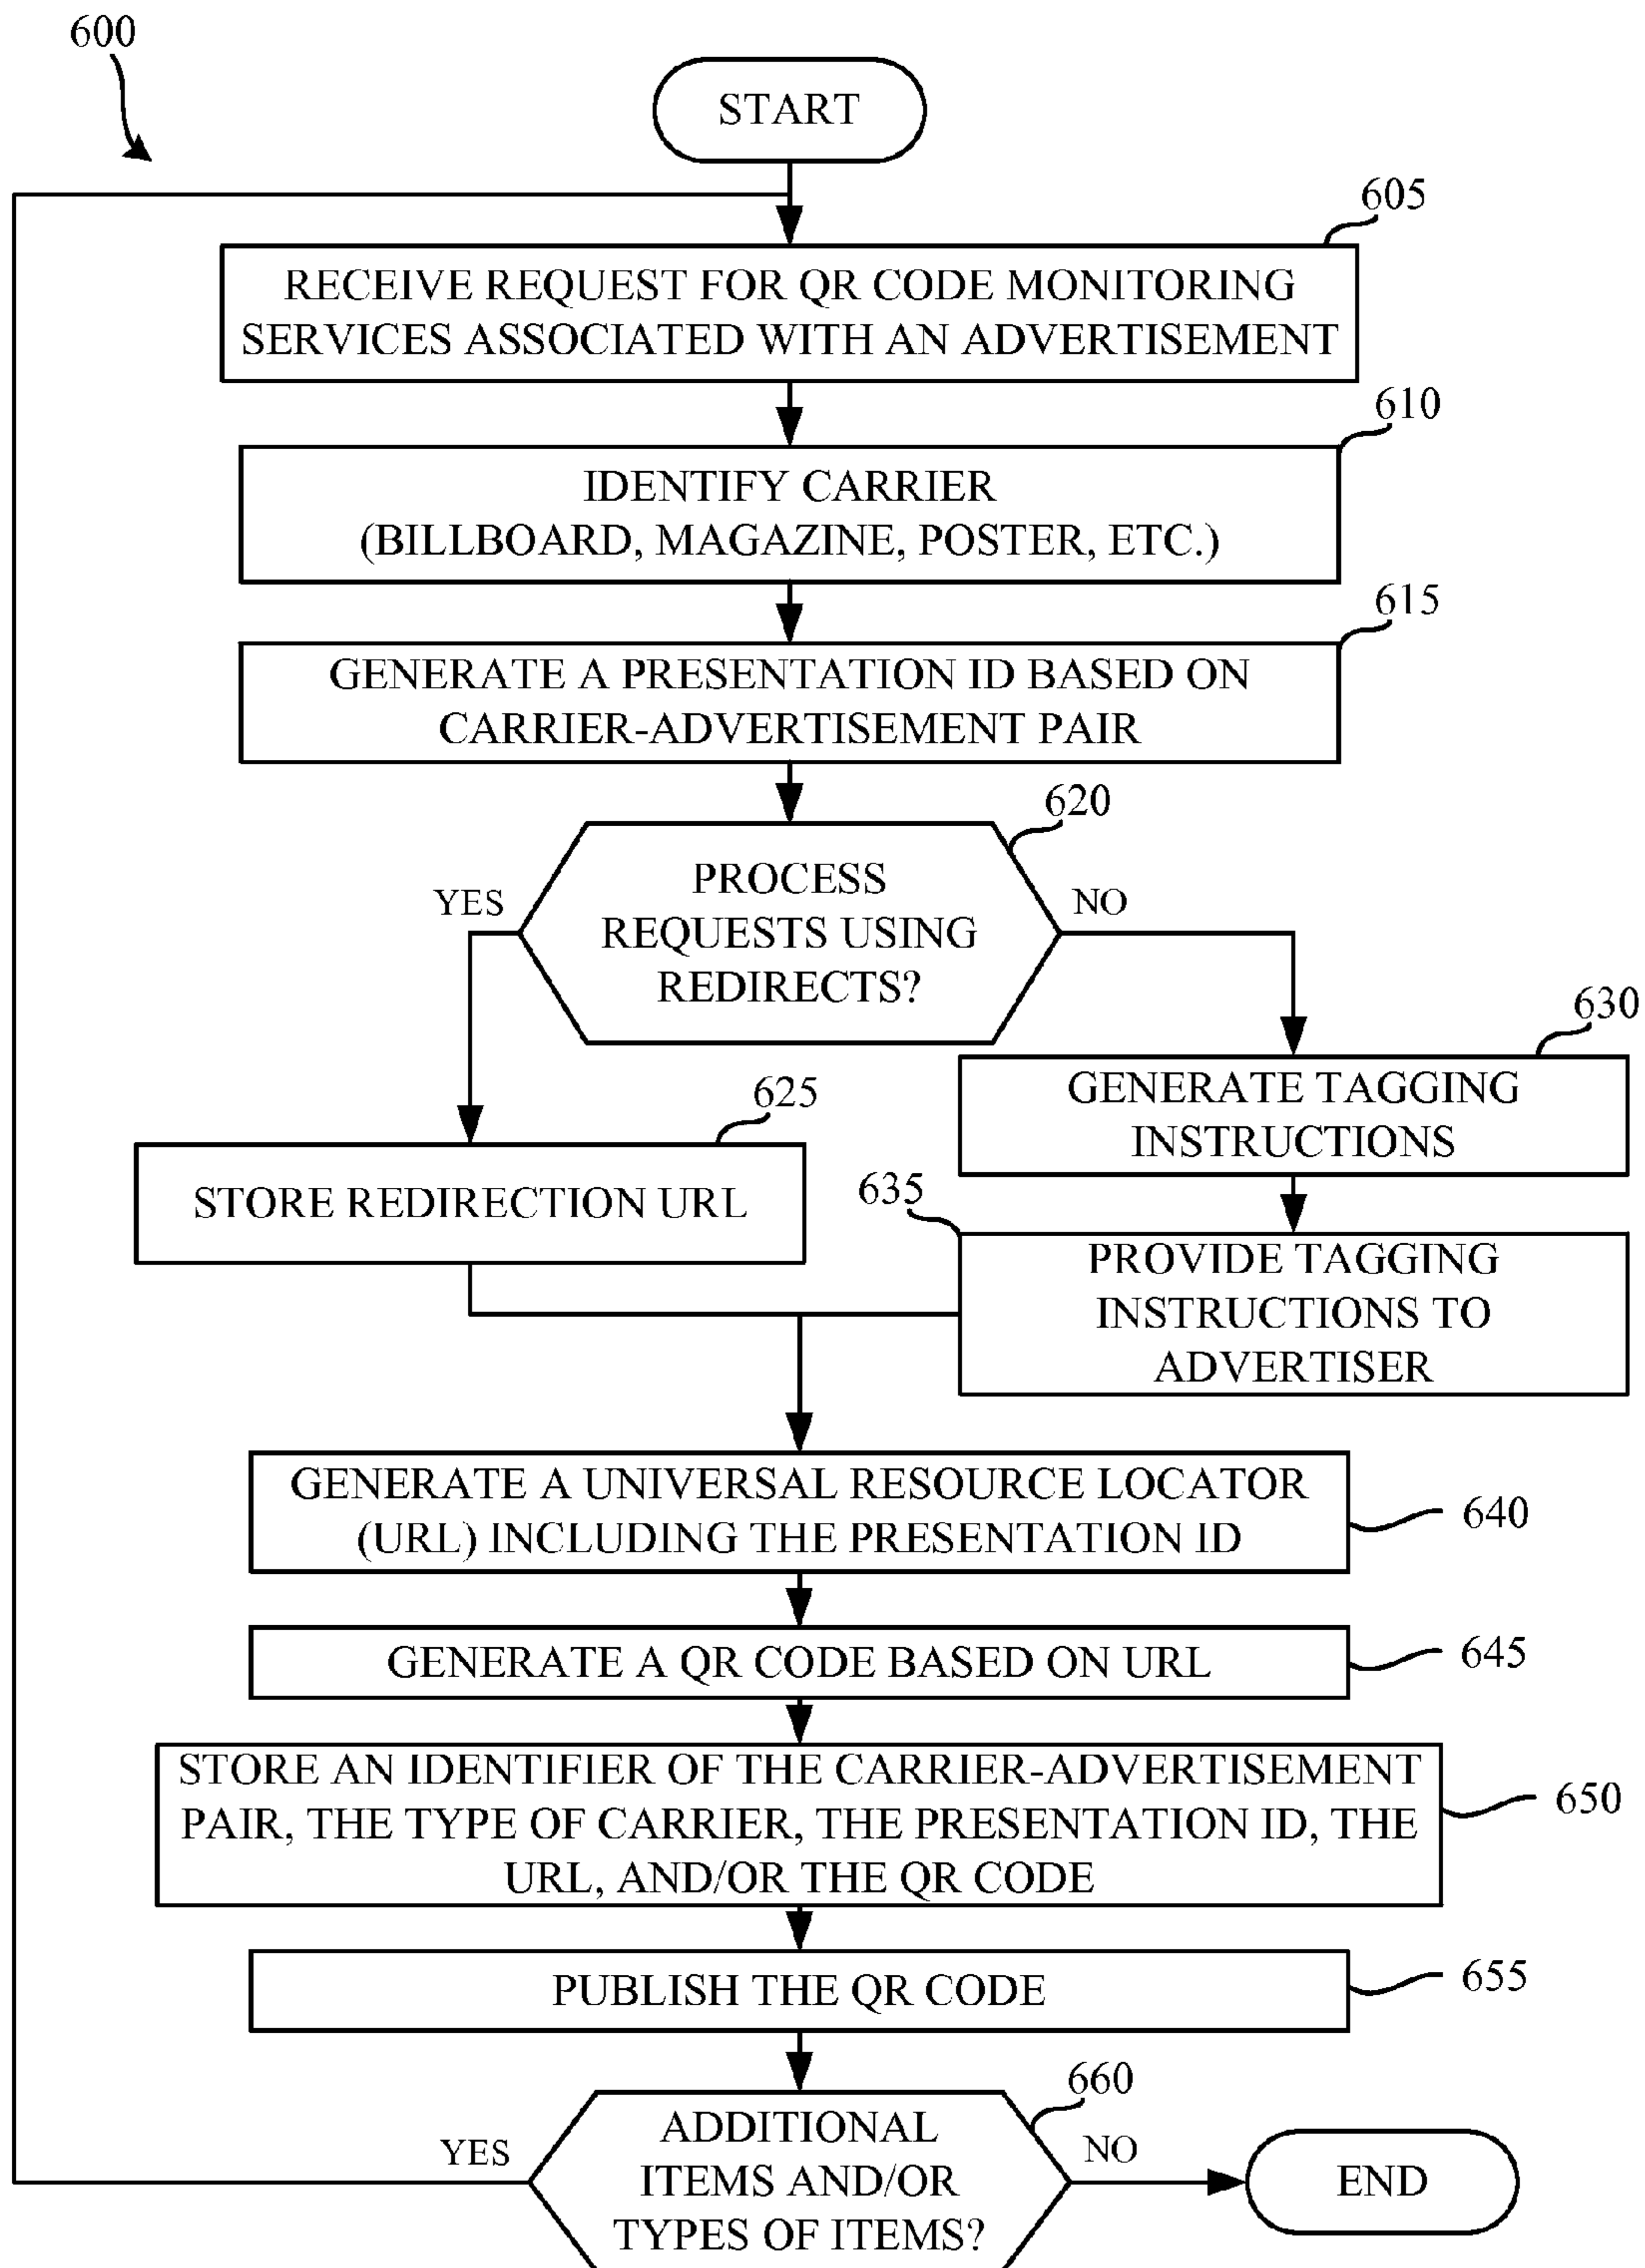 600
START
605
RECEIVE REQUEST FOR QR CODE MONITORING
SERVICES ASSOCIATED WITH AN ADVERTISEMENT
610
IDENTIFY CARRIER
(BILLBOARD, MAGAZINE, POSTER, ETC.)
615
GENERATE A PRESENTATION ID BASED ON
CARRIER-ADVERTISEMENT PAIR
620
PROCESS
REQUESTS USING
REDIRECTS?
YES
NO
630
GENERATE TAGGING
INSTRUCTIONS
625
STORE REDIRECTION URL
635
PROVIDE TAGGING
INSTRUCTIONS TO
ADVERTISER
GENERATE A UNIVERSAL RESOURCE LOCATOR
(URL) INCLUDING THE PRESENTATION ID
640
GENERATE A QR CODE BASED ON URL
645
STORE AN IDENTIFIER OF THE CARRIER-ADVERTISEMENT
PAIR, THE TYPE OF CARRIER, THE PRESENTATION ID, THE
URL, AND/OR THE QR CODE
650
PUBLISH THE QR CODE
655
660
ADDITIONAL
ITEMS AND/OR
TYPES OF ITEMS?
YES
NO
END